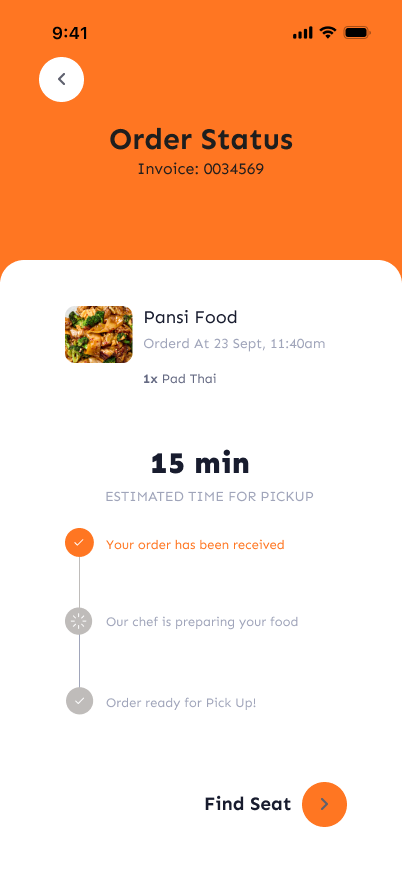 9:41
Order Status
Invoice: 0034569
Pansi Food
Orderd At 23 Sept, 11:40am
1x Pad Thai
15 min
ESTIMATED TIME FOR PICKUP
Your order has been received
Our chef is preparing your food
Order ready for Pick Up!
Find Seat